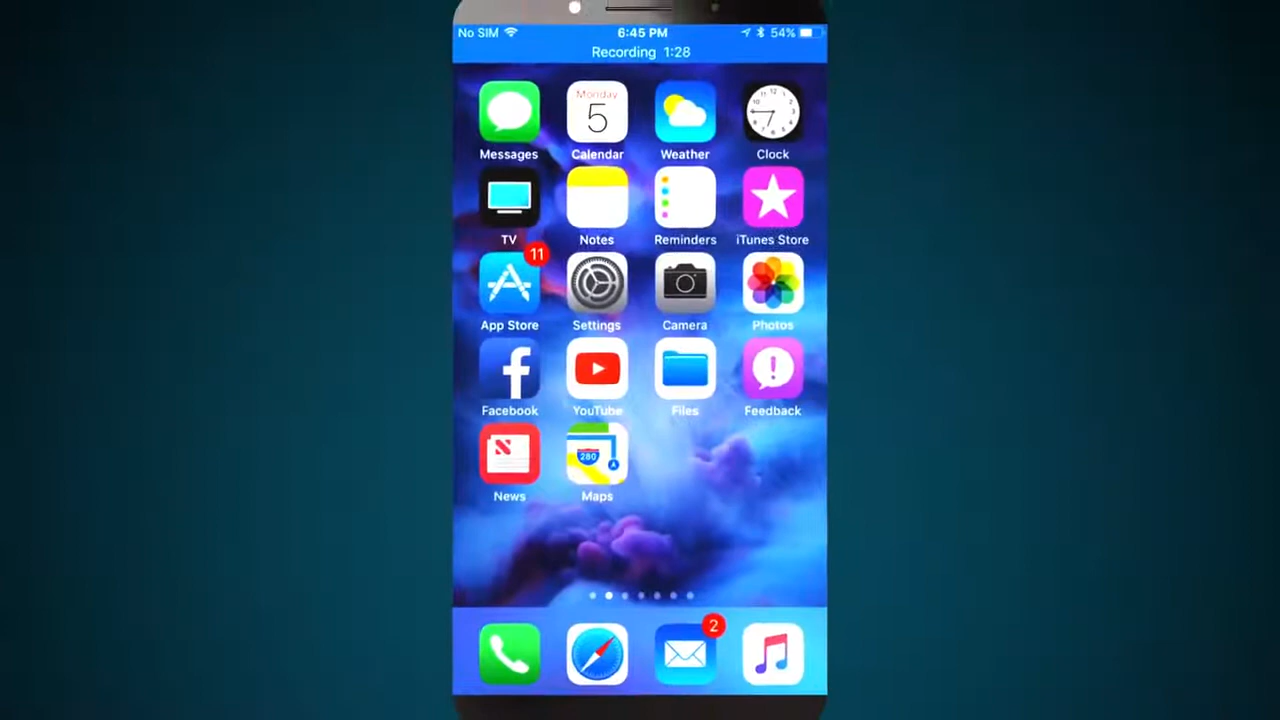 No SIM 6:45 PM 54%
Recording 1:28
Monday
5
12
Messages Calendar Weather Clock
TV Notes Reminders iTunes Store
11
App Store Settings Camera Photos
Facebook YouTube Files Feedback
280
News Maps
2